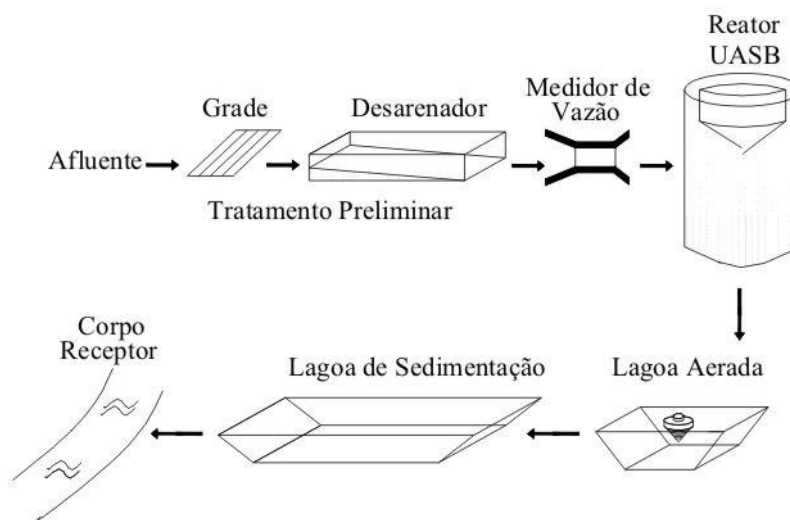 Reator
UASB
Medidor de
Vazão
Grade
Desarenador
Afluente
Tratamento Preliminar
Corpo
Receptor
Lagoa de Sedimentação
Lagoa Aerada